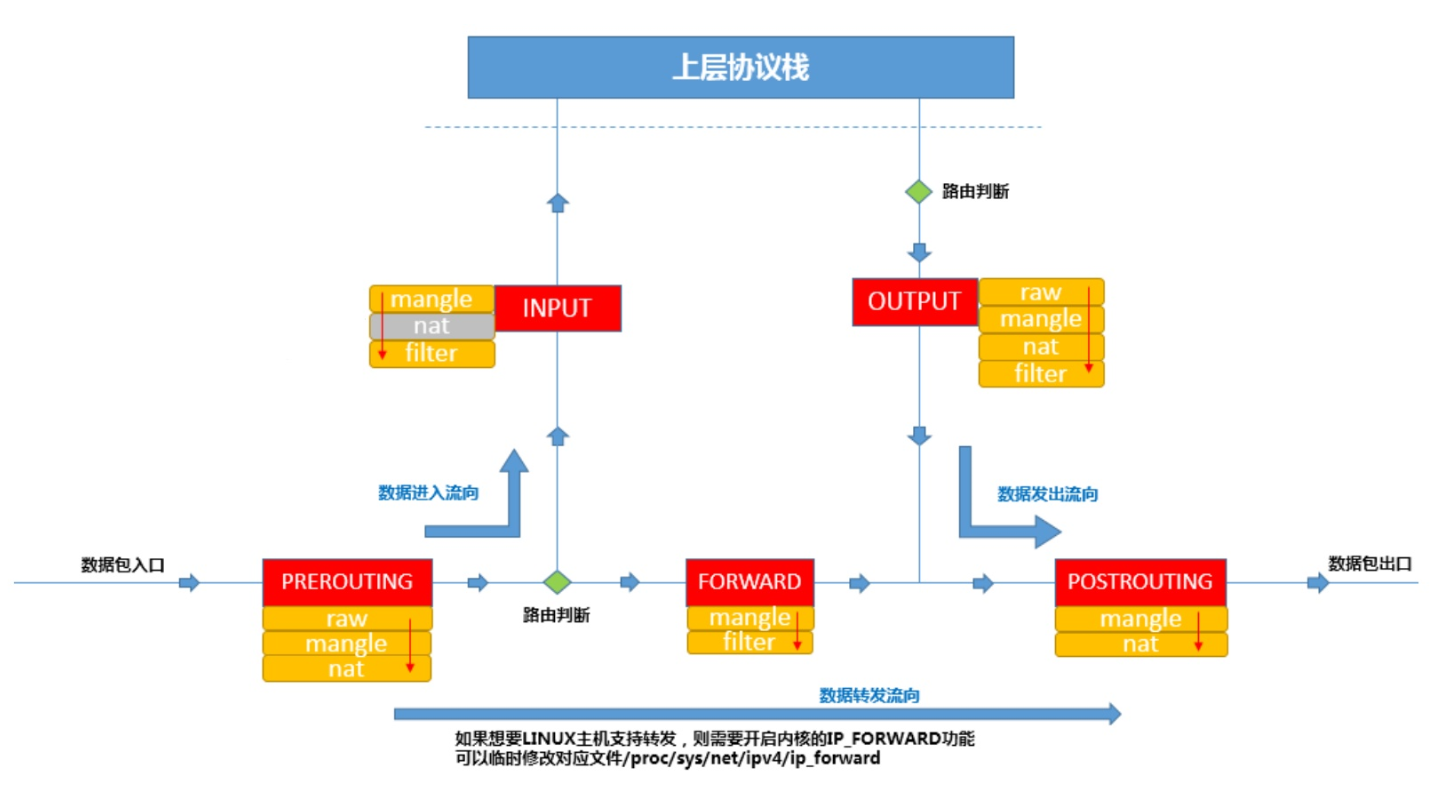 上层协议栈
路由判断
mangle
nat
filter
INPUT
OUTPUT
raw
mangle
nat
filter
数据进入流向
数据发出流向
数据包入口
PREROUTING
raw
mangle
nat
路由判断
FORWARD
mangle
filter
POSTROUTING
mangle
nat
数据包出口
数据转发流向
如果想要LINUX主机支持转发，则需要开启内核的IP_FORWARD功能
可以临时修改对应文件/proc/sys/net/ipv4/ip_forward